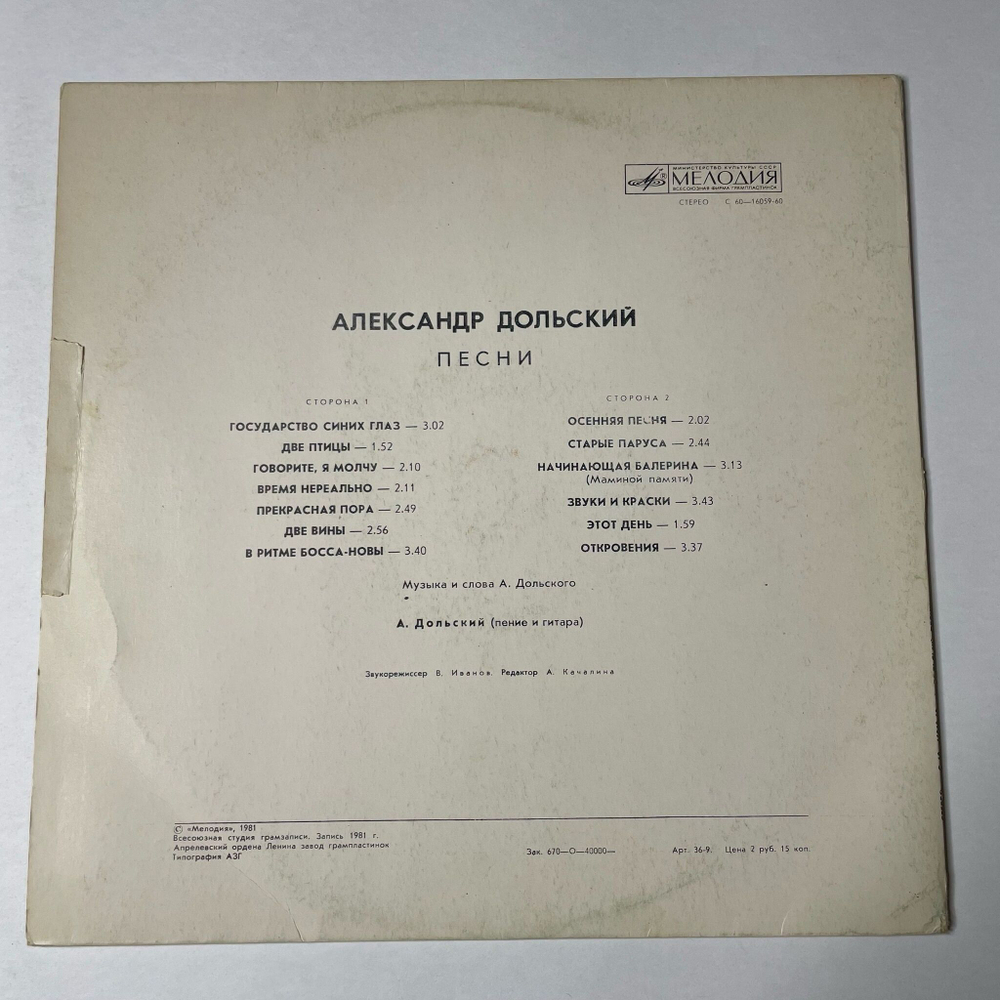 МИНИСТЕРСТВО КУЛЬТУРЫ СССР
МЕЛОДИЯ
ВСЕСОЮЗНАЯ ФИРМА ГРАМПЛАСТИНОК
СТЕРЕО С 60—16059-60
АЛЕКСАНДР ДОЛЬСКИЙ
ПЕСНИ
СТОРОНА 1
ГОСУДАРСТВО СИНИХ ГЛАЗ — 3.02
ДВЕ ПТИЦЫ — 1.52
ГОВОРИТЕ, Я МОЛЧУ — 2.10
ВРЕМЯ НЕРЕАЛЬНО — 2.11
ПРЕКРАСНАЯ ПОРА — 2.49
ДВЕ ВИНЫ — 2.56
В РИТМЕ БОССА-НОВЫ — 3.40
СТОРОНА 2
ОСЕННЯЯ ПЕСНЯ — 2.02
СТАРЫЕ ПАРУСА — 2.44
НАЧИНАЮЩАЯ БАЛЕРИНА — 3.13
(Маминой памяти)
ЗВУКИ И КРАСКИ — 3.43
ЭТОТ ДЕНЬ — 1.59
ОТКРОВЕНИЯ — 3.37
Музыка и слова А. Дольского
А. Дольский (пение и гитара)
Звукорежиссер В. Иванов. Редактор А. Качалина
© «Мелодия», 1981
Всесоюзная студия грамзаписи. Запись 1981 г.
Апрелевский ордена Ленина завод грампластинок
Типография АЗГ
Зак. 670—О—40000— Арт. 36-9. Цена 2 руб. 15 коп.